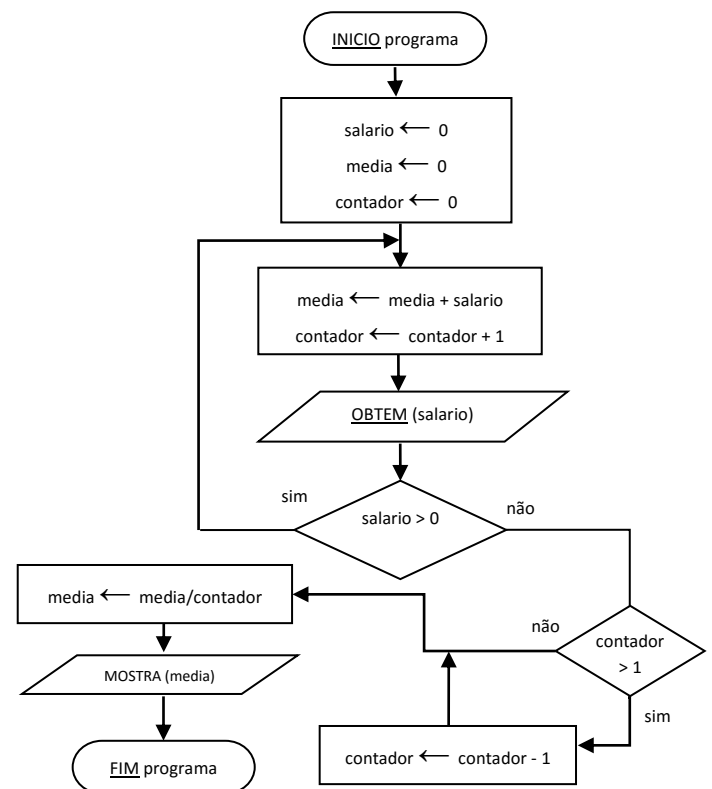 INICIO programa
salario ← 0
media ← 0
contador ← 0
media ← media + salario
contador ← contador + 1
OBTEM (salario)
sim
salario > 0
não
media ← media/contador
não
contador
> 1
MOSTRA (media)
sim
contador ← contador - 1
FIM programa